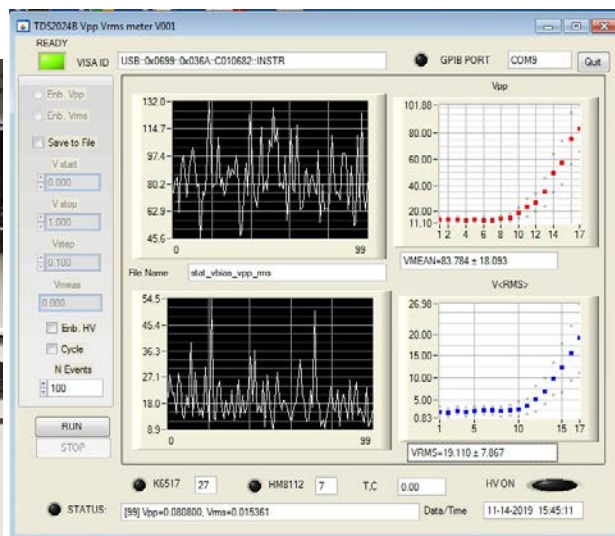 TDS2024B Vpp Vrms meter V001
READY
VISA ID USB::0x0699::0x036A::C010682::INSTR GPIB PORT COM9 Quit
Enb. Vpp
Enb. Vrms
Save to File
V start
0.000
V stop
1.000
Vstep
0.100
Vmeas
0.000
Enb. HV
Cycle
N Events
100
RUN
STOP
132.0
114.7
97.4
80.2
62.9
45.6
0 99
File Name stat_vbias_vpp_rms
54.5
45.4
36.3
27.1
18.0
8.9
0 99
Vpp
101.88
80.00
60.00
40.00
20.00
11.10
1 2 4 6 8 10 12 14 17
VMEAN=83.784 ± 18.093
V<RMS>
26.98
20.00
15.00
10.00
5.00
0.83
1 5 10 15 17
VRMS=19.110 ± 7.867
K6517 27 HM8112 7 T,C 0.00 HV ON
STATUS: [99] Vpp=0.080800, Vrms=0.015361 Data/Time 11-14-2019 15:45:11